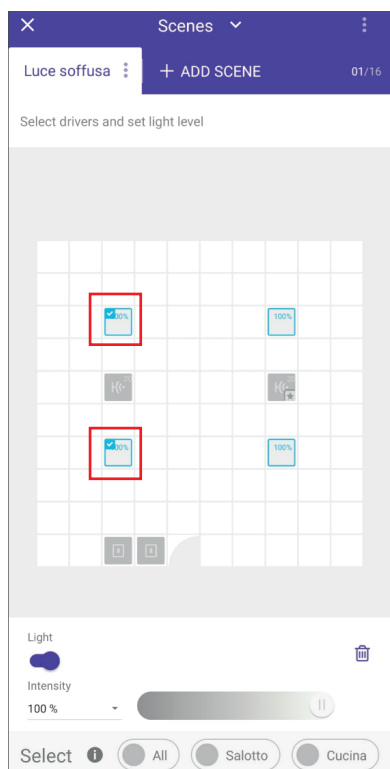 Scenes
Luce soffusa
+ ADD SCENE
01/16
Select drivers and set light level
100%
100%
Light
Intensity
100 %
Select
All
Salotto
Cucina